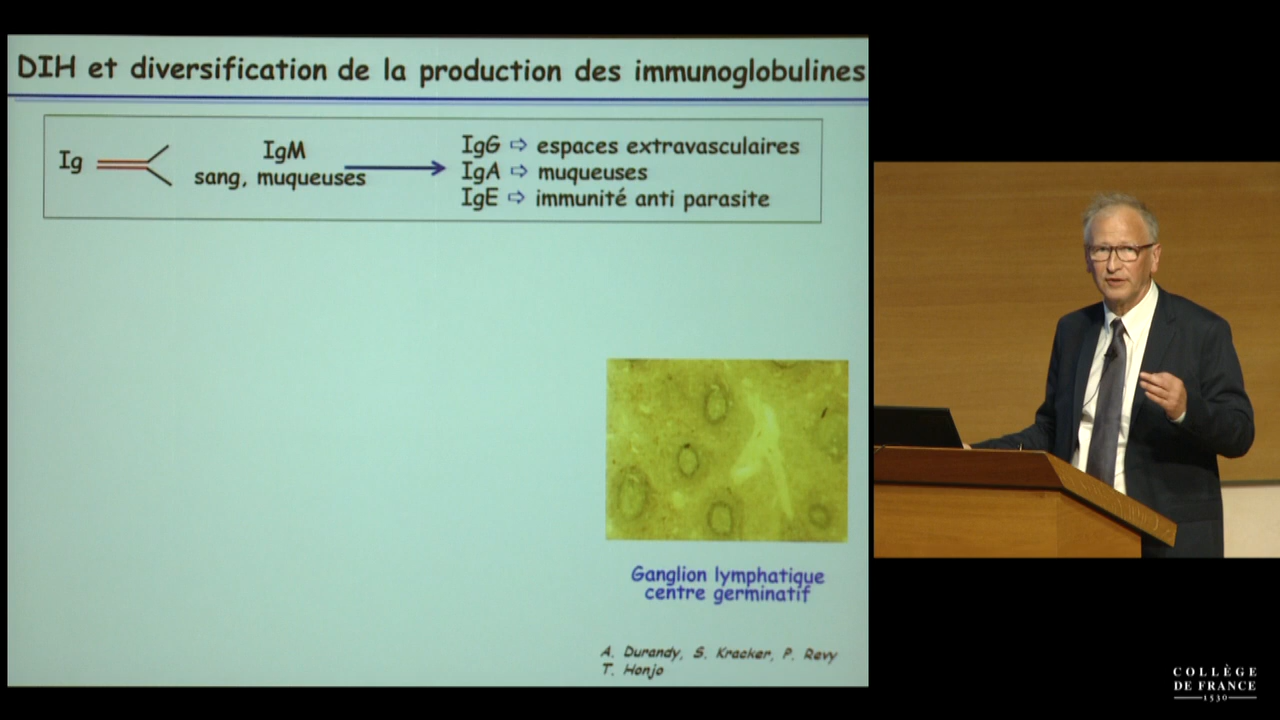 DIH et diversification de la production des immunoglobulines
Ig
IgM
sang, muqueuses
IgG ⇨ espaces extravasculaires
IgA ⇨ muqueuses
IgE ⇨ immunité anti parasite
Ganglion lymphatique
centre germinatif
A. Durandy, S. Kracker, P. Revy
T. Honjo
COLLÈGE
DE FRANCE
1530